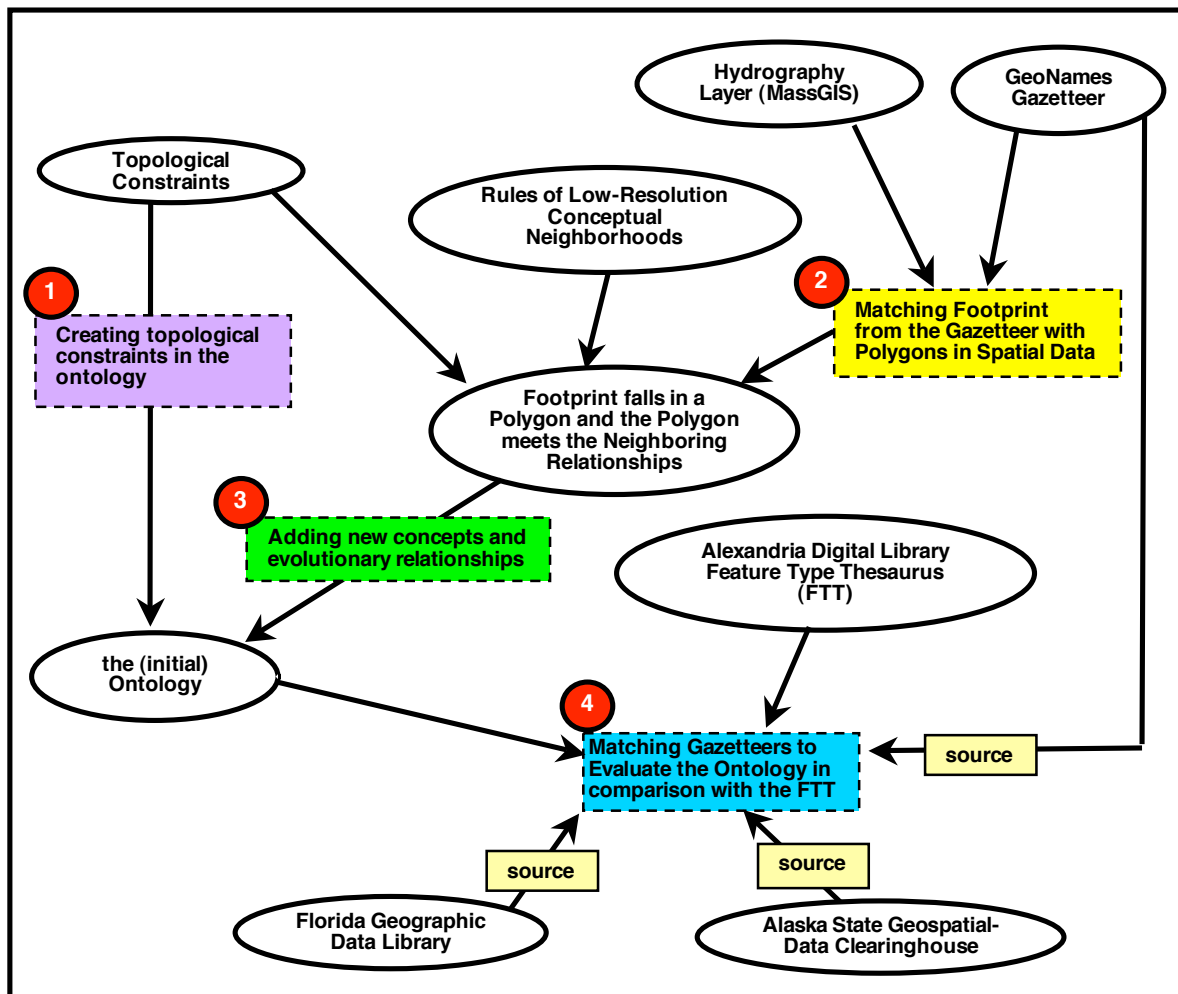 Hydrography
Layer (MassGIS)
GeoNames
Gazetteer
Topological
Constraints
Rules of Low-Resolution
Conceptual
Neighborhoods
1
Creating topological
constraints in the
ontology
2
Matching Footprint
from the Gazetteer with
Polygons in Spatial Data
Footprint falls in a
Polygon and the Polygon
meets the Neighboring
Relationships
3
Adding new concepts and
evolutionary relationships
Alexandria Digital Library
Feature Type Thesaurus
(FTT)
the (initial)
Ontology
4
Matching Gazetteers to
Evaluate the Ontology in
comparison with the FTT
source
source
source
Florida Geographic
Data Library
Alaska State Geospatial-
Data Clearinghouse